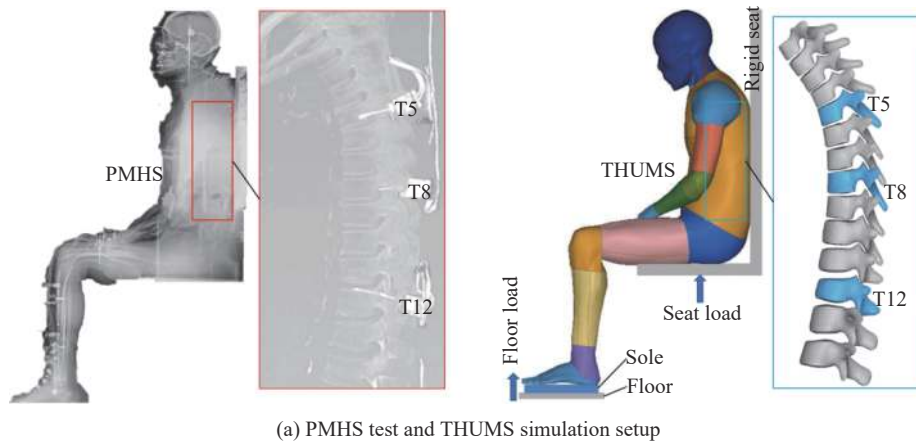 PMHS
T5
T8
T12
Floor load
THUMS
Rigid seat
Seat load
Sole
Floor
T5
T8
T12
(a) PMHS test and THUMS simulation setup